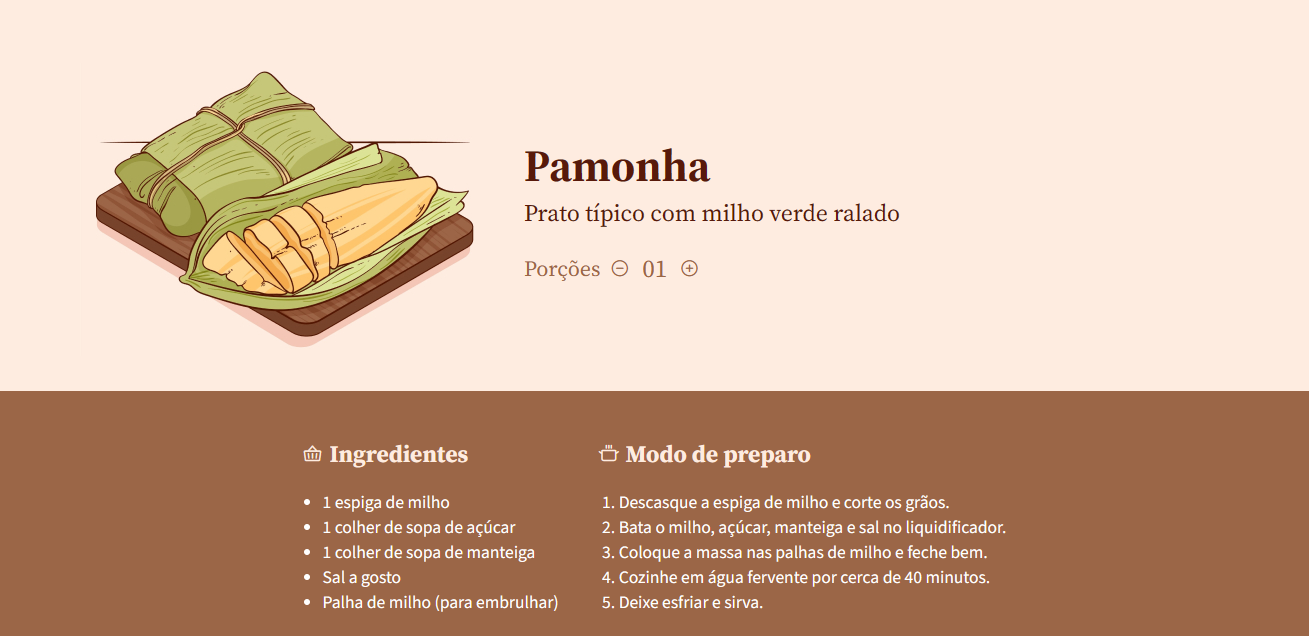 Pamonha
Prato típico com milho verde ralado
Porções 01
Ingredientes
1 espiga de milho
1 colher de sopa de açúcar
1 colher de sopa de manteiga
Sal a gosto
Palha de milho (para embrulhar)
Modo de preparo
1. Descasque a espiga de milho e corte os grãos.
2. Bata o milho, açúcar, manteiga e sal no liquidificador.
3. Coloque a massa nas palhas de milho e feche bem.
4. Cozinhe em água fervente por cerca de 40 minutos.
5. Deixe esfriar e sirva.